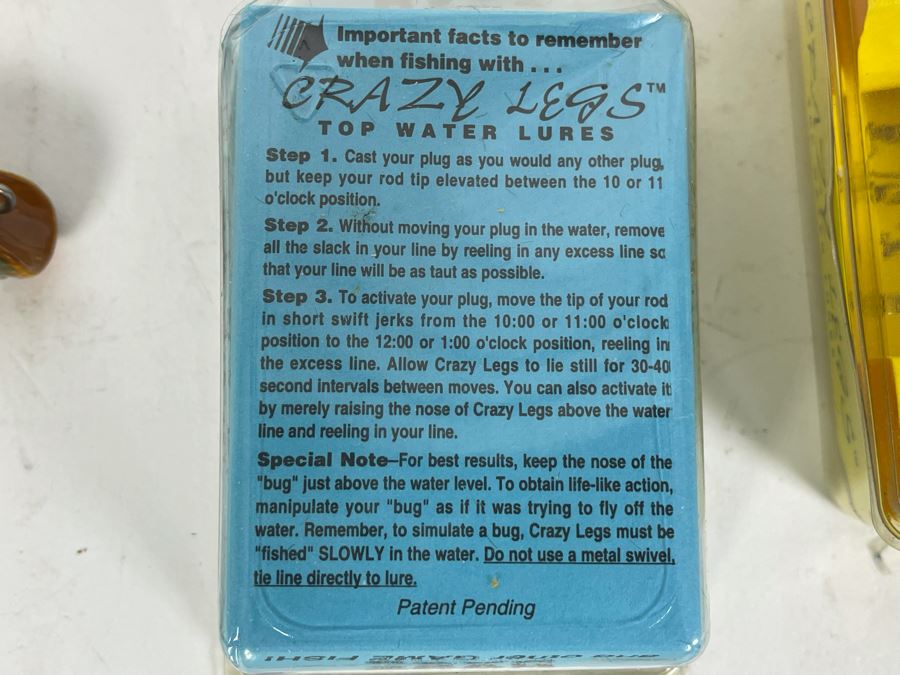 Important facts to remember
when fishing with . . .
CRAZY LEGS™
TOP WATER LURES
Step 1. Cast your plug as you would any other plug,
but keep your rod tip elevated between the 10 or 11
o'clock position.
Step 2. Without moving your plug in the water, remove
all the slack in your line by reeling in any excess line so
that your line will be as taut as possible.
Step 3. To activate your plug, move the tip of your rod
in short swift jerks from the 10:00 or 11:00 o'clock
position to the 12:00 or 1:00 o'clock position, reeling in
the excess line. Allow Crazy Legs to lie still for 30-40
second intervals between moves. You can also activate it
by merely raising the nose of Crazy Legs above the water
line and reeling in your line.
Special Note–For best results, keep the nose of the
"bug" just above the water level. To obtain life-like action,
manipulate your "bug" as if it was trying to fly off the
water. Remember, to simulate a bug, Crazy Legs must be
"fished" SLOWLY in the water. Do not use a metal swivel,
tie line directly to lure.
Patent Pending
and other GAME FISH!